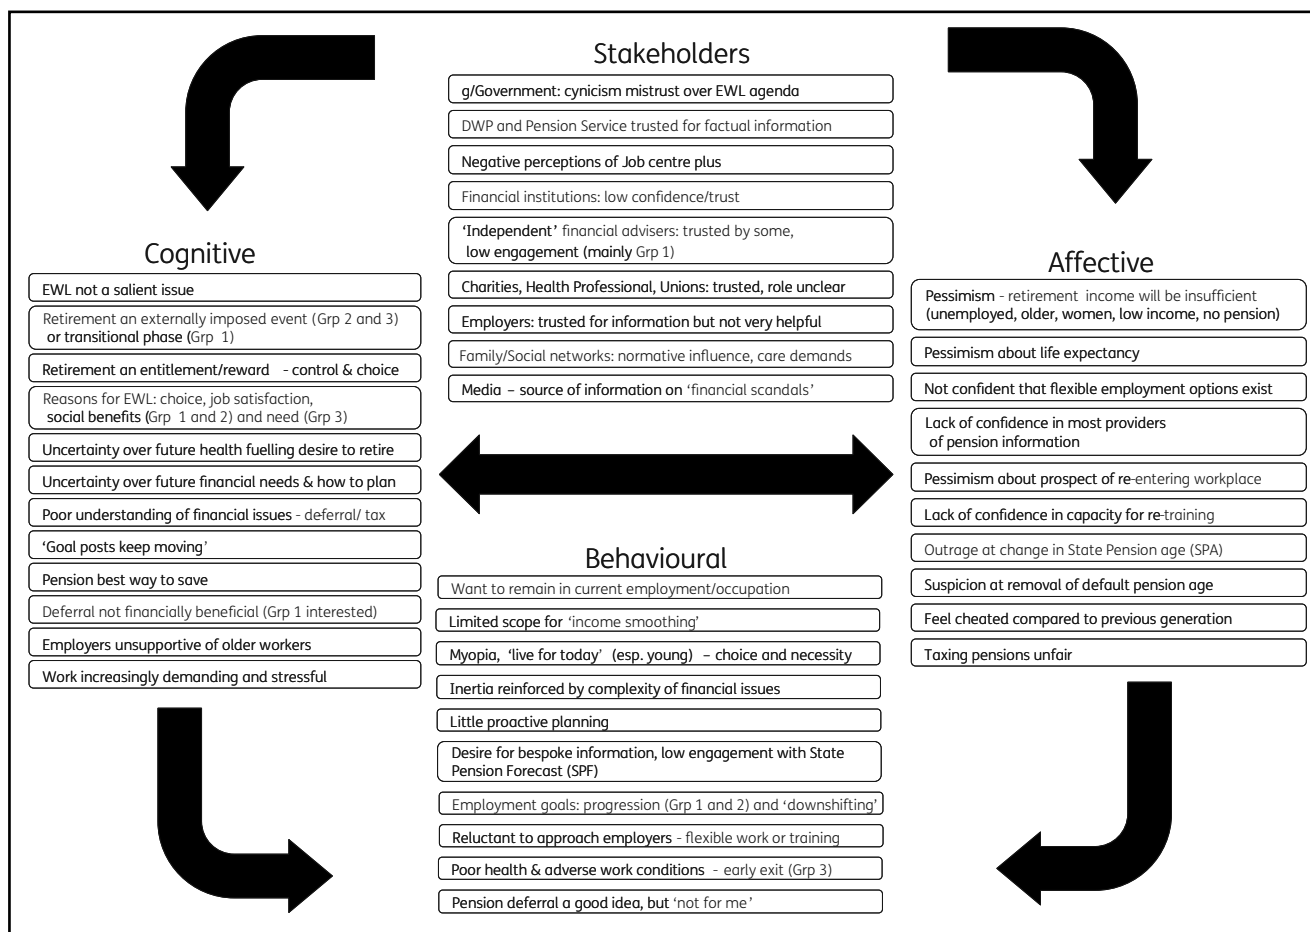 Stakeholders
g/Government: cynicism mistrust over EWL agenda
DWP and Pension Service trusted for factual information
Negative perceptions of Job centre plus
Financial institutions: low confidence/trust
‘Independent’ financial advisers: trusted by some,
low engagement (mainly Grp 1)
Charities, Health Professional, Unions: trusted, role unclear
Employers: trusted for information but not very helpful
Family/Social networks: normative influence, care demands
Media – source of information on ‘financial scandals’
Cognitive
EWL not a salient issue
Retirement an externally imposed event (Grp 2 and 3)
or transitional phase (Grp 1)
Retirement an entitlement/reward - control & choice
Reasons for EWL: choice, job satisfaction,
social benefits (Grp 1 and 2) and need (Grp 3)
Uncertainty over future health fuelling desire to retire
Uncertainty over future financial needs & how to plan
Poor understanding of financial issues - deferral/ tax
‘Goal posts keep moving’
Pension best way to save
Deferral not financially beneficial (Grp 1 interested)
Employers unsupportive of older workers
Work increasingly demanding and stressful
Affective
Pessimism - retirement income will be insufficient
(unemployed, older, women, low income, no pension)
Pessimism about life expectancy
Not confident that flexible employment options exist
Lack of confidence in most providers
of pension information
Pessimism about prospect of re-entering workplace
Lack of confidence in capacity for re-training
Outrage at change in State Pension age (SPA)
Suspicion at removal of default pension age
Feel cheated compared to previous generation
Taxing pensions unfair
Behavioural
Want to remain in current employment/occupation
Limited scope for ‘income smoothing’
Myopia, ‘live for today’ (esp. young) – choice and necessity
Inertia reinforced by complexity of financial issues
Little proactive planning
Desire for bespoke information, low engagement with State
Pension Forecast (SPF)
Employment goals: progression (Grp 1 and 2) and ‘downshifting’
Reluctant to approach employers - flexible work or training
Poor health & adverse work conditions - early exit (Grp 3)
Pension deferral a good idea, but ‘not for me’